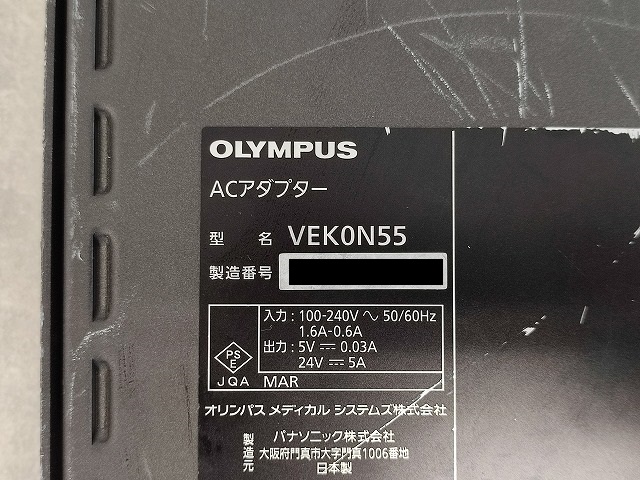 OLYMPUS
ACアダプター
型 名 VEK0N55
製造番号
入力 : 100-240V ～ 50/60Hz
1.6A-0.6A
出力 : 5V ⎓ 0.03A
24V ⎓ 5A
PS
E
JQA MAR
オリンパス メディカル システムズ株式会社
製造元 パナソニック株式会社
大阪府門真市大字門真1006番地
日本製